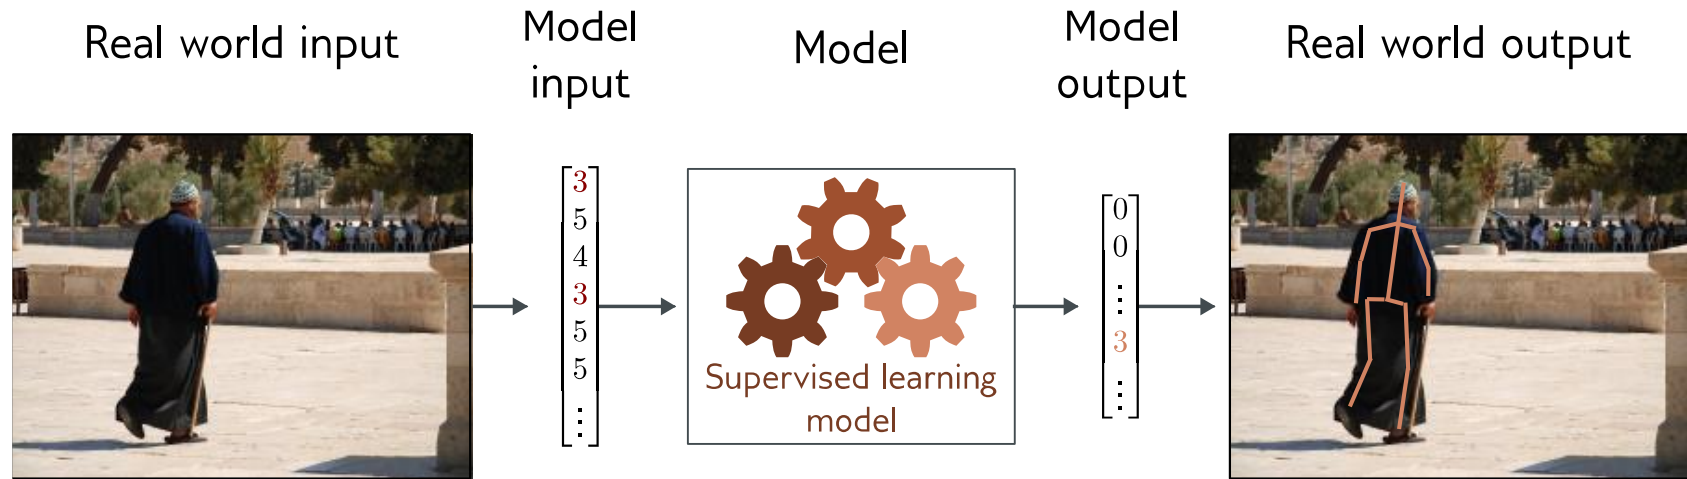 Real world input
Model
input
Model
Model
output
Real world output
3
5
4
3
5
5
⋮
Supervised learning
model
0
0
⋮
3
⋮